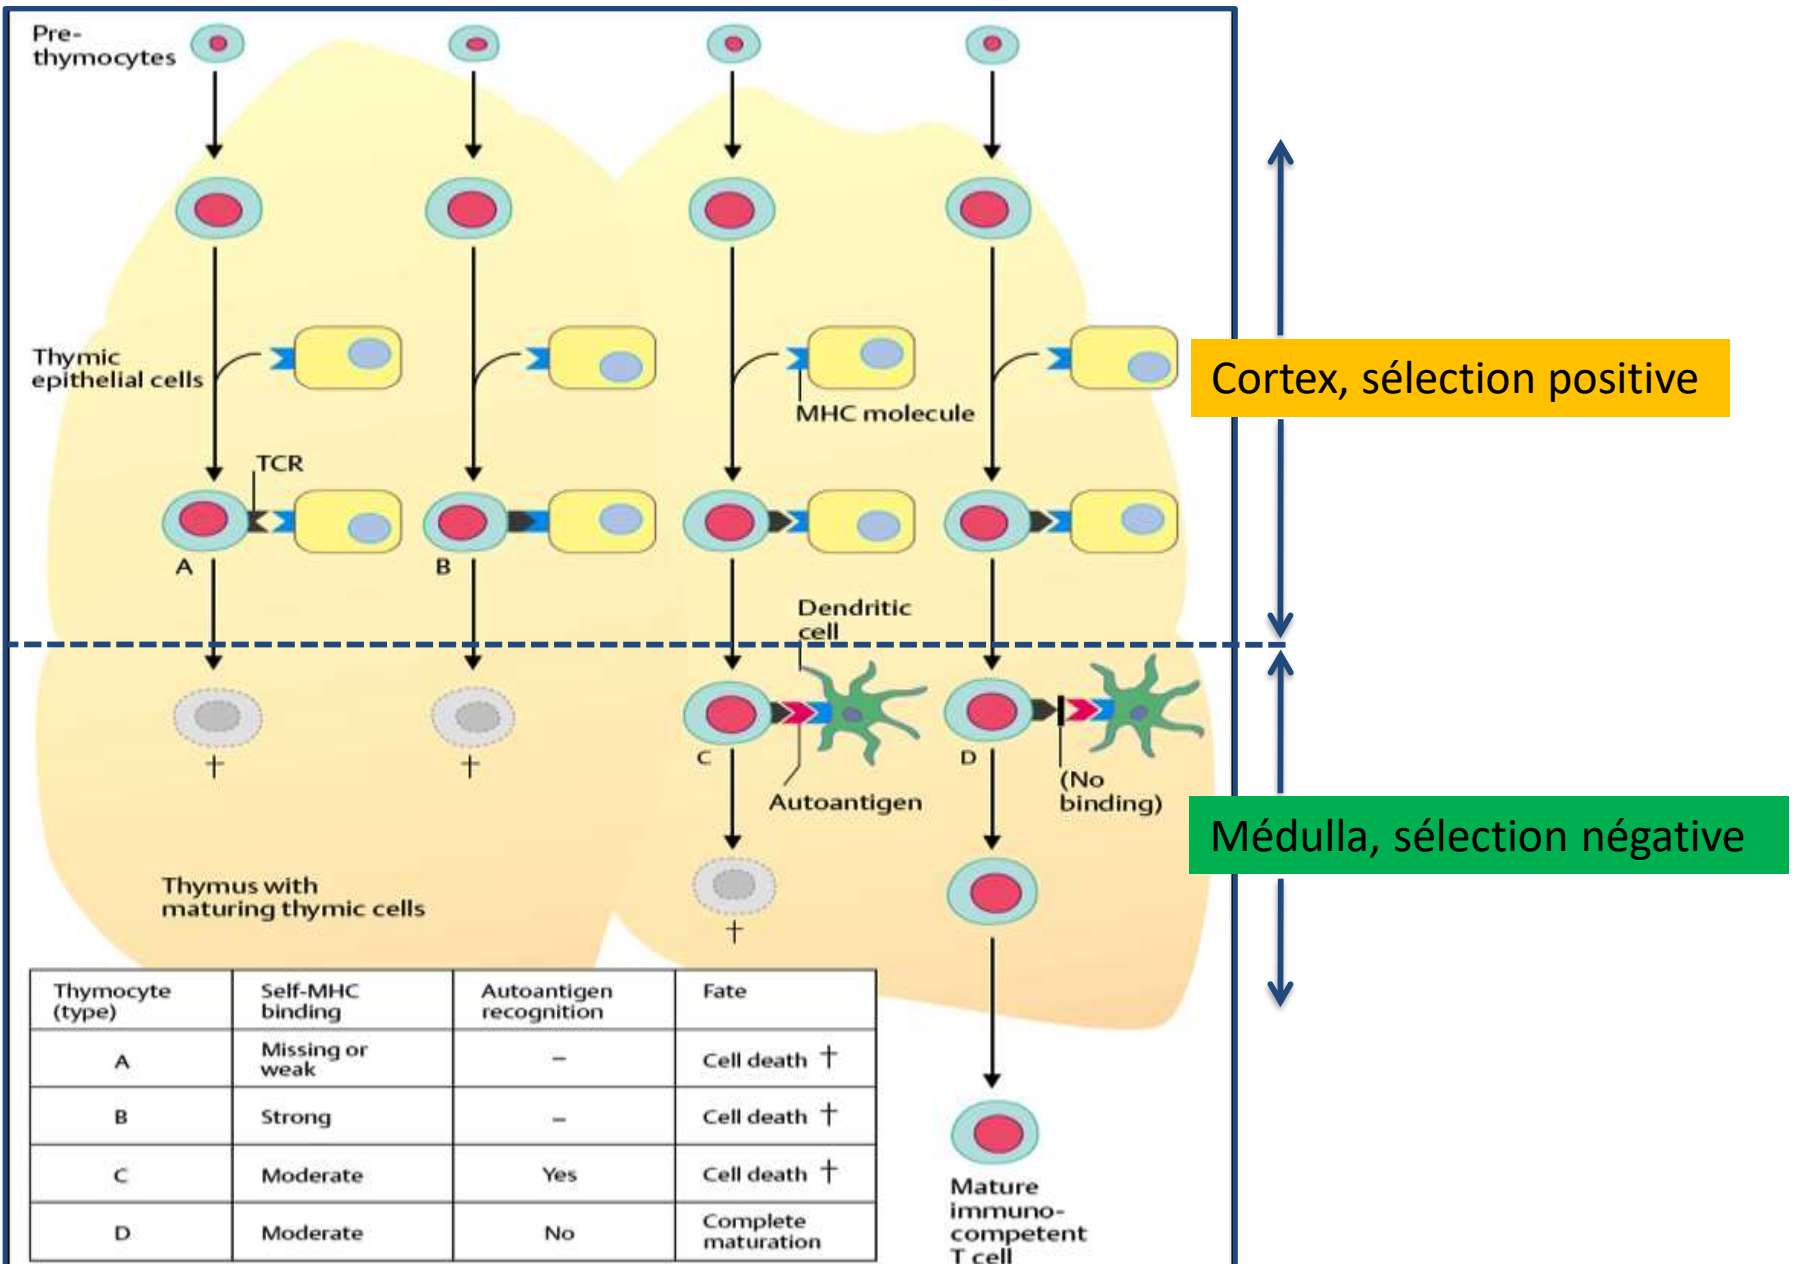 Pre-
thymocytes
Thymic
epithelial cells
MHC molecule
Cortex, sélection positive
TCR
A
B
Dendritic
cell
C
D
Autoantigen
(No
binding)
Médulla, sélection négative
†
†
†
Thymus with
maturing thymic cells
Thymocyte (type) Self-MHC binding Autoantigen recognition Fate
A Missing or weak – Cell death †
B Strong – Cell death †
C Moderate Yes Cell death †
D Moderate No Complete maturation
Mature
immuno-
competent
T cell